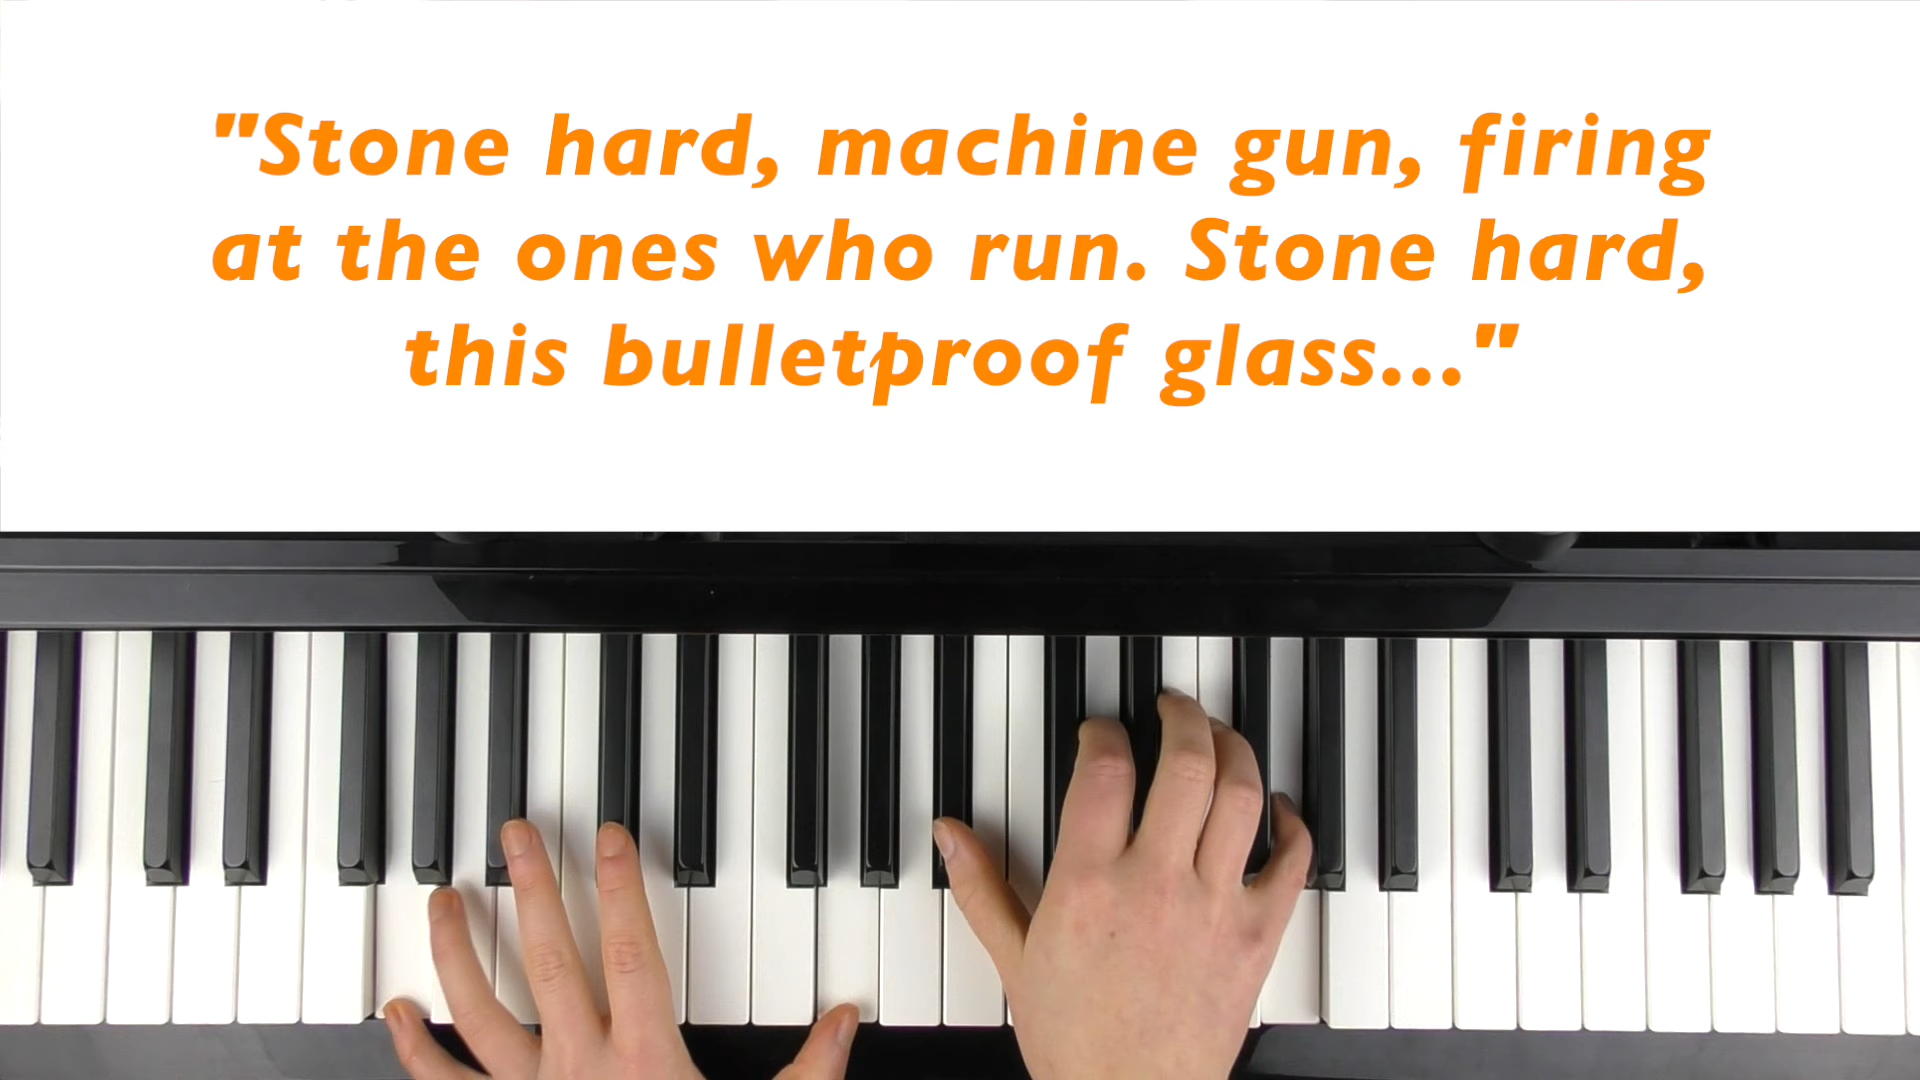 "Stone hard, machine gun, firing
at the ones who run. Stone hard,
this bulletproof glass..."